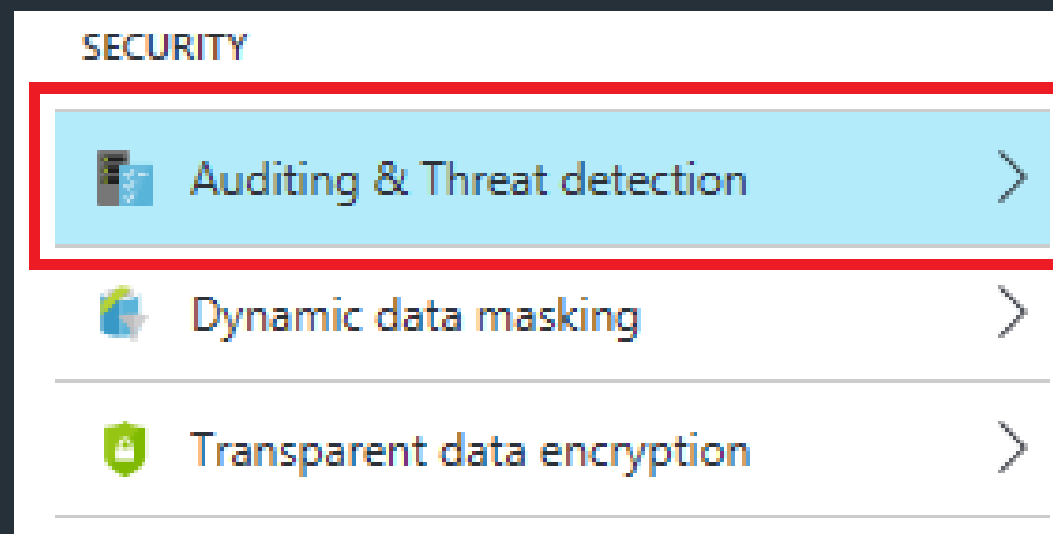 SECURITY
Auditing & Threat detection
Dynamic data masking
Transparent data encryption